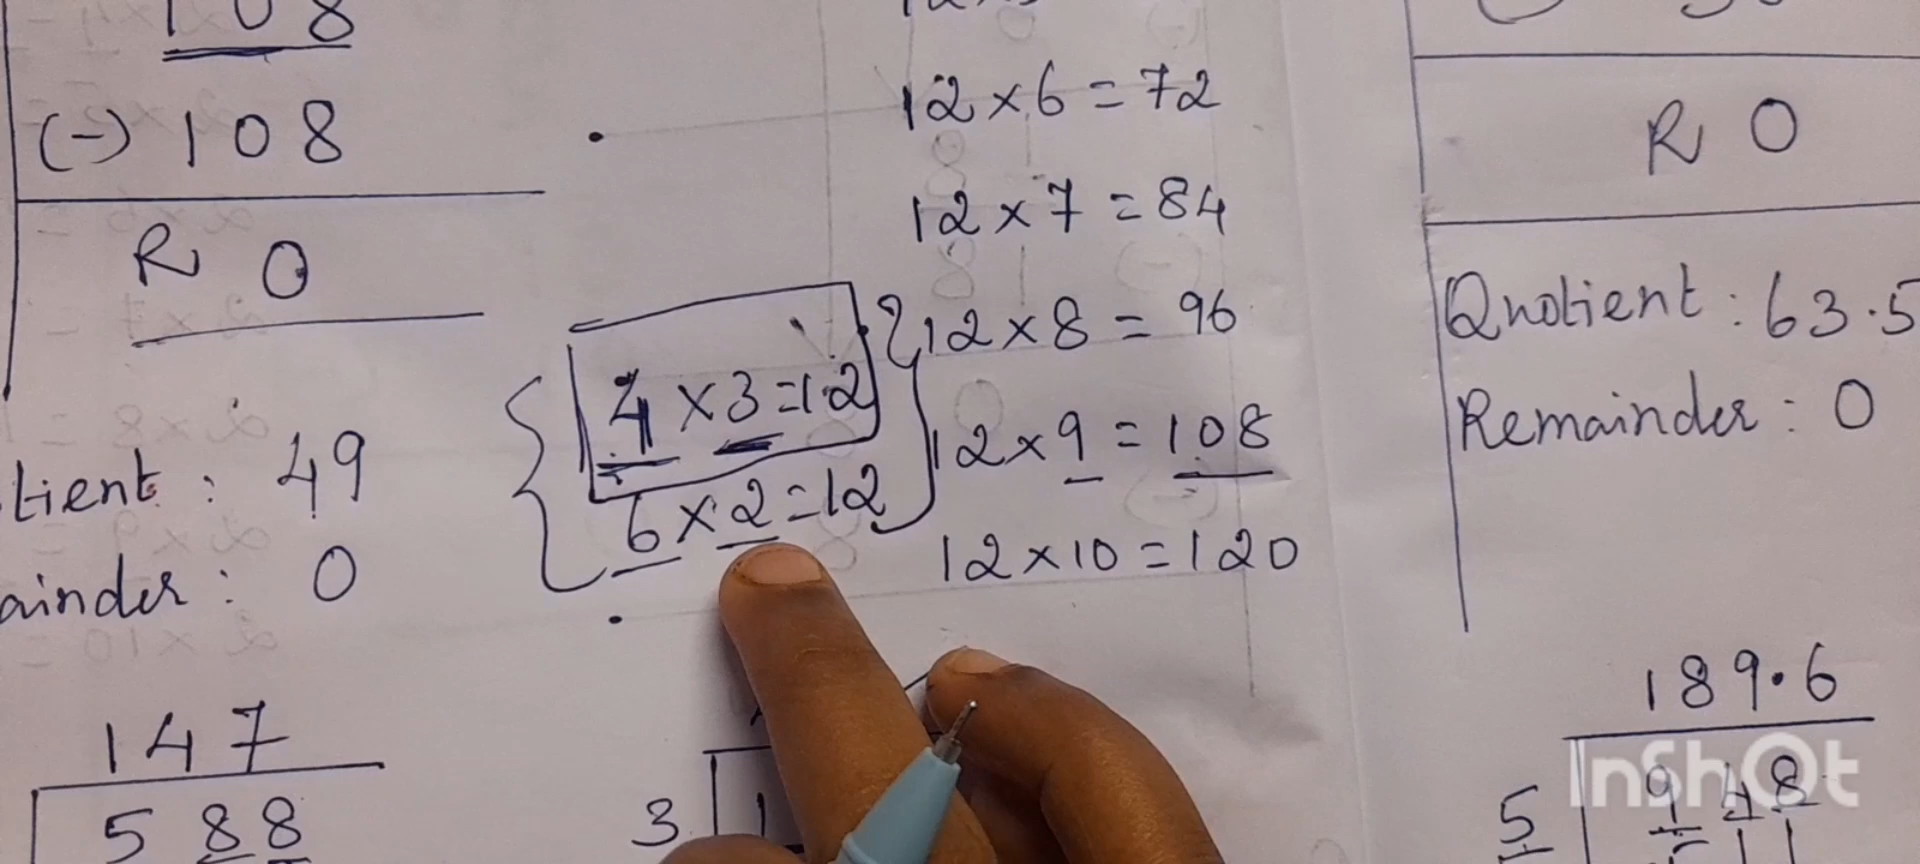 108
(-) 108
R 0
tient : 49
ainder : 0
147
588
12×6=72
12×7=84
12×8=96
12×9=108
12×10=120
4×3=12
6×2=12
3
R 0
Quotient : 63.5
Remainder : 0
189.6
5 948
InShOt